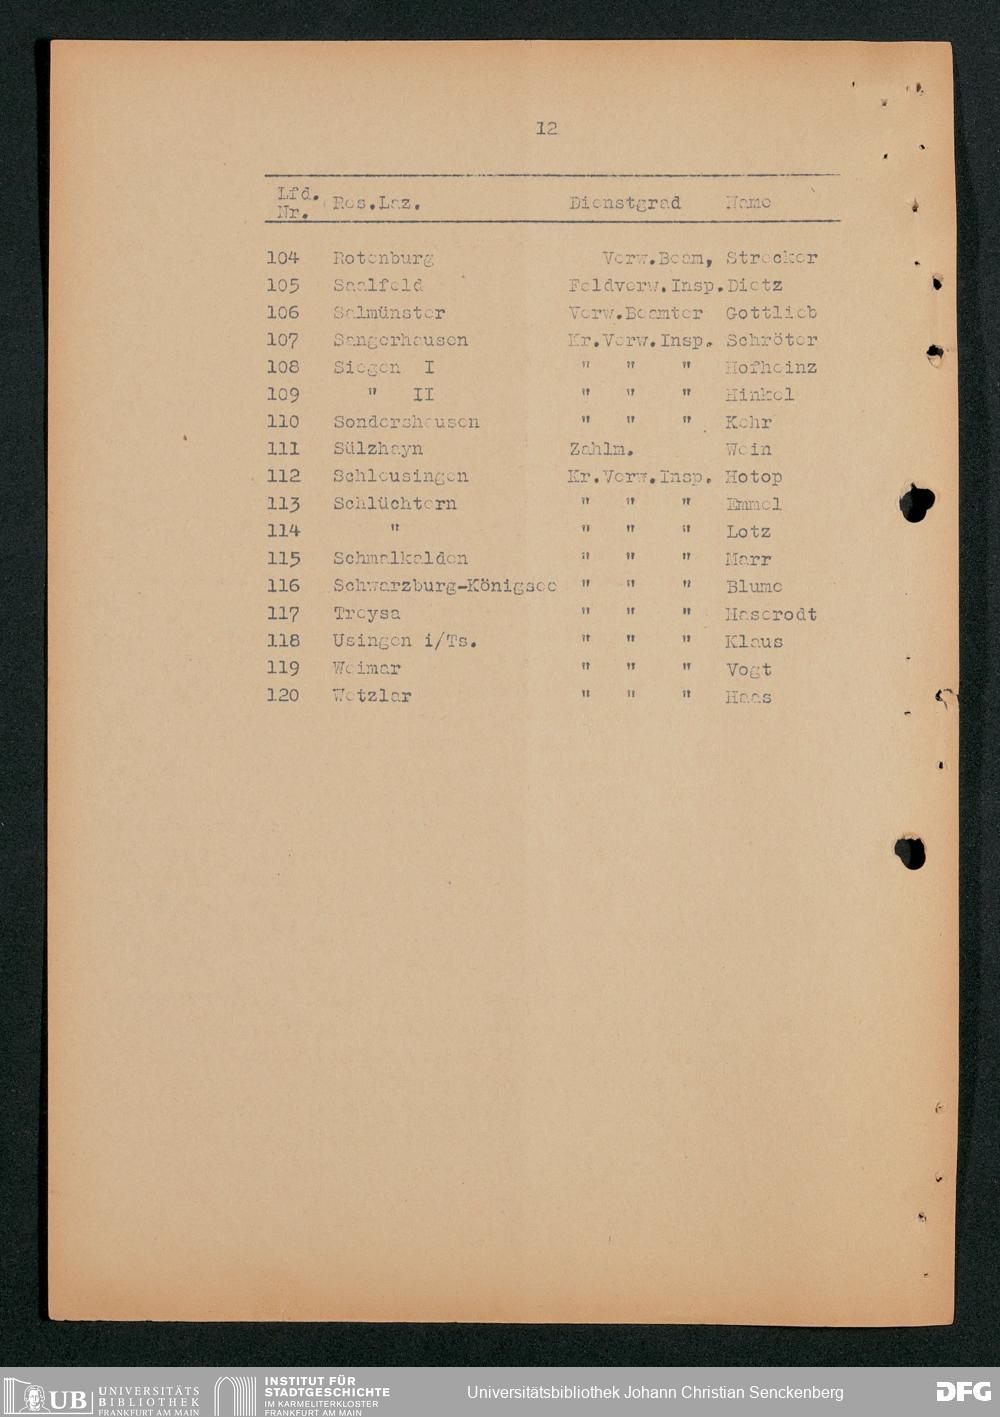 12
Lfd. Nr. Res.Laz. Dienstgrad Name
104 Rotenburg Verw.Beam, Strecker
105 Saalfeld Feldverw.Insp. Dietz
106 Salmünster Verw.Beamter Gottlieb
107 Sangerhausen Kr.Verw.Insp. Schröter
108 Siegen I " " " Hofheinz
109 " II " " " Hinkel
110 Sondershausen " " " Kehr
111 Sülzhayn Zahlm. Wein
112 Schleusingen Kr.Verw.Insp. Hotop
113 Schlüchtern " " " Emmel
114 " " " " Lotz
115 Schmalkalden " " " Marr
116 Schwarzburg-Königsee " " " Blume
117 Treysa " " " Haserodt
118 Usingen i/Ts. " " " Klaus
119 Weimar " " " Vogt
120 Wetzlar " " " Haas
UB UNIVERSITÄTS BIBLIOTHEK FRANKFURT AM MAIN
INSTITUT FÜR STADTGESCHICHTE IM KARMELITERKLOSTER FRANKFURT AM MAIN
Universitätsbibliothek Johann Christian Senckenberg
DFG